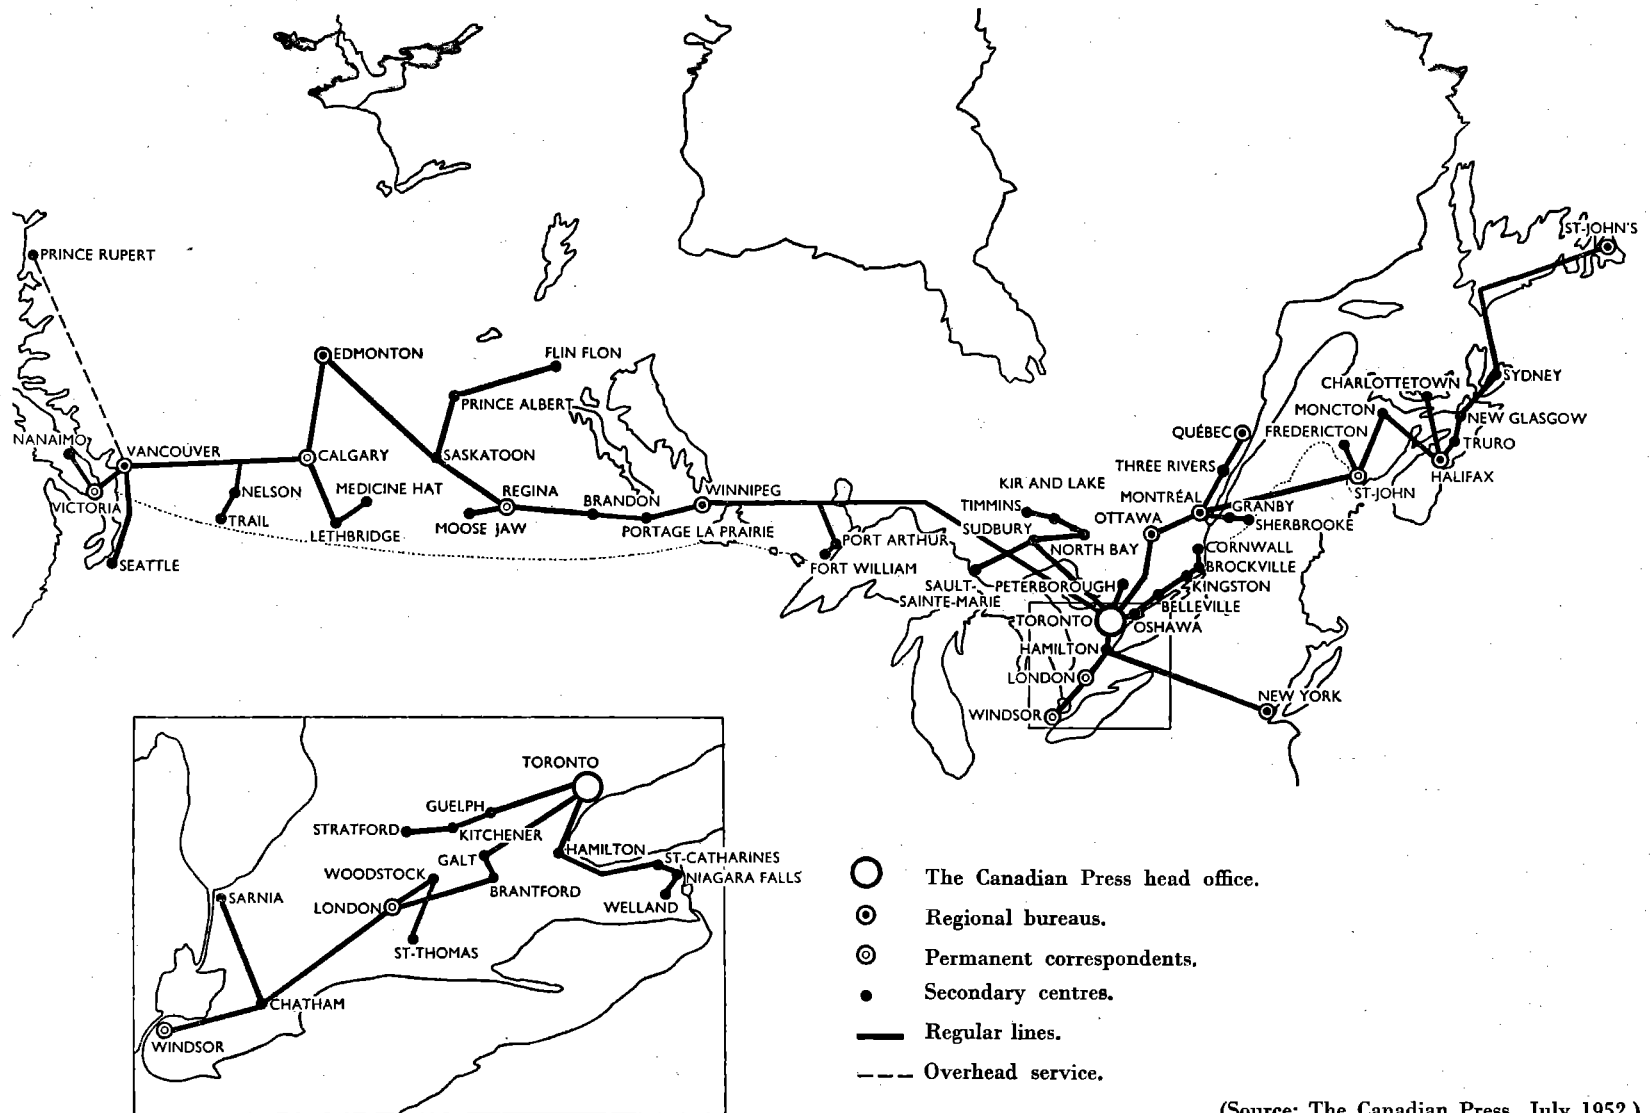 ST-JOHN'S
PRINCE RUPERT
EDMONTON
FLIN FLON
SYDNEY
CHARLOTTETOWN
PRINCE ALBERT
MONCTON
NEW GLASGOW
NANAIMO
QUÉBEC
FREDERICTON
VANCOUVER
CALGARY
SASKATOON
TRURO
THREE RIVERS
HALIFAX
NELSON
MEDICINE HAT
REGINA
WINNIPEG
KIR AND LAKE
ST-JOHN
VICTORIA
BRANDON
TIMMINS
MONTRÉAL
GRANBY
TRAIL
MOOSE JAW
PORTAGE LA PRAIRIE
SUDBURY
OTTAWA
SHERBROOKE
LETHBRIDGE
PORT ARTHUR
NORTH BAY
CORNWALL
SEATTLE
FORT WILLIAM
BROCKVILLE
SAULT-
SAINTE-MARIE
PETERBOROUGH
KINGSTON
BELLEVILLE
TORONTO
OSHAWA
HAMILTON
LONDON
NEW YORK
WINDSOR
TORONTO
GUELPH
STRATFORD
KITCHENER
GALT
HAMILTON
ST-CATHARINES
WOODSTOCK
NIAGARA FALLS
BRANTFORD
SARNIA
LONDON
WELLAND
ST-THOMAS
CHATHAM
WINDSOR
The Canadian Press head office.
Regional bureaus.
Permanent correspondents.
Secondary centres.
Regular lines.
Overhead service.
(Source: The Canadian Press, July 1952.)